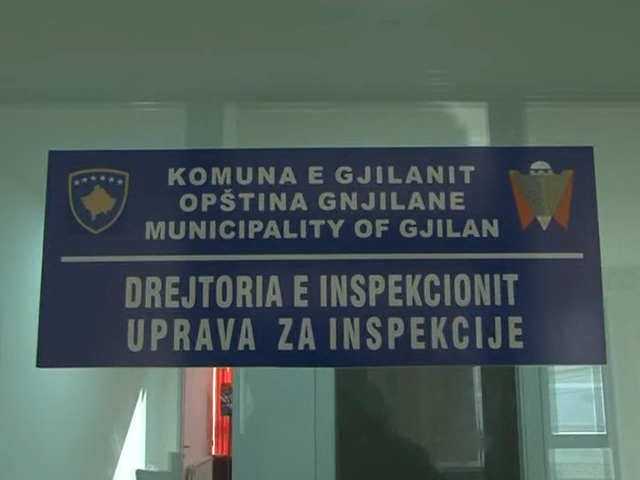 KOMUNA E GJILANIT
OPŠTINA GNJILANE
MUNICIPALITY OF GJILAN
DREJTORIA E INSPEKCIONIT
UPRAVA ZA INSPEKCIJE